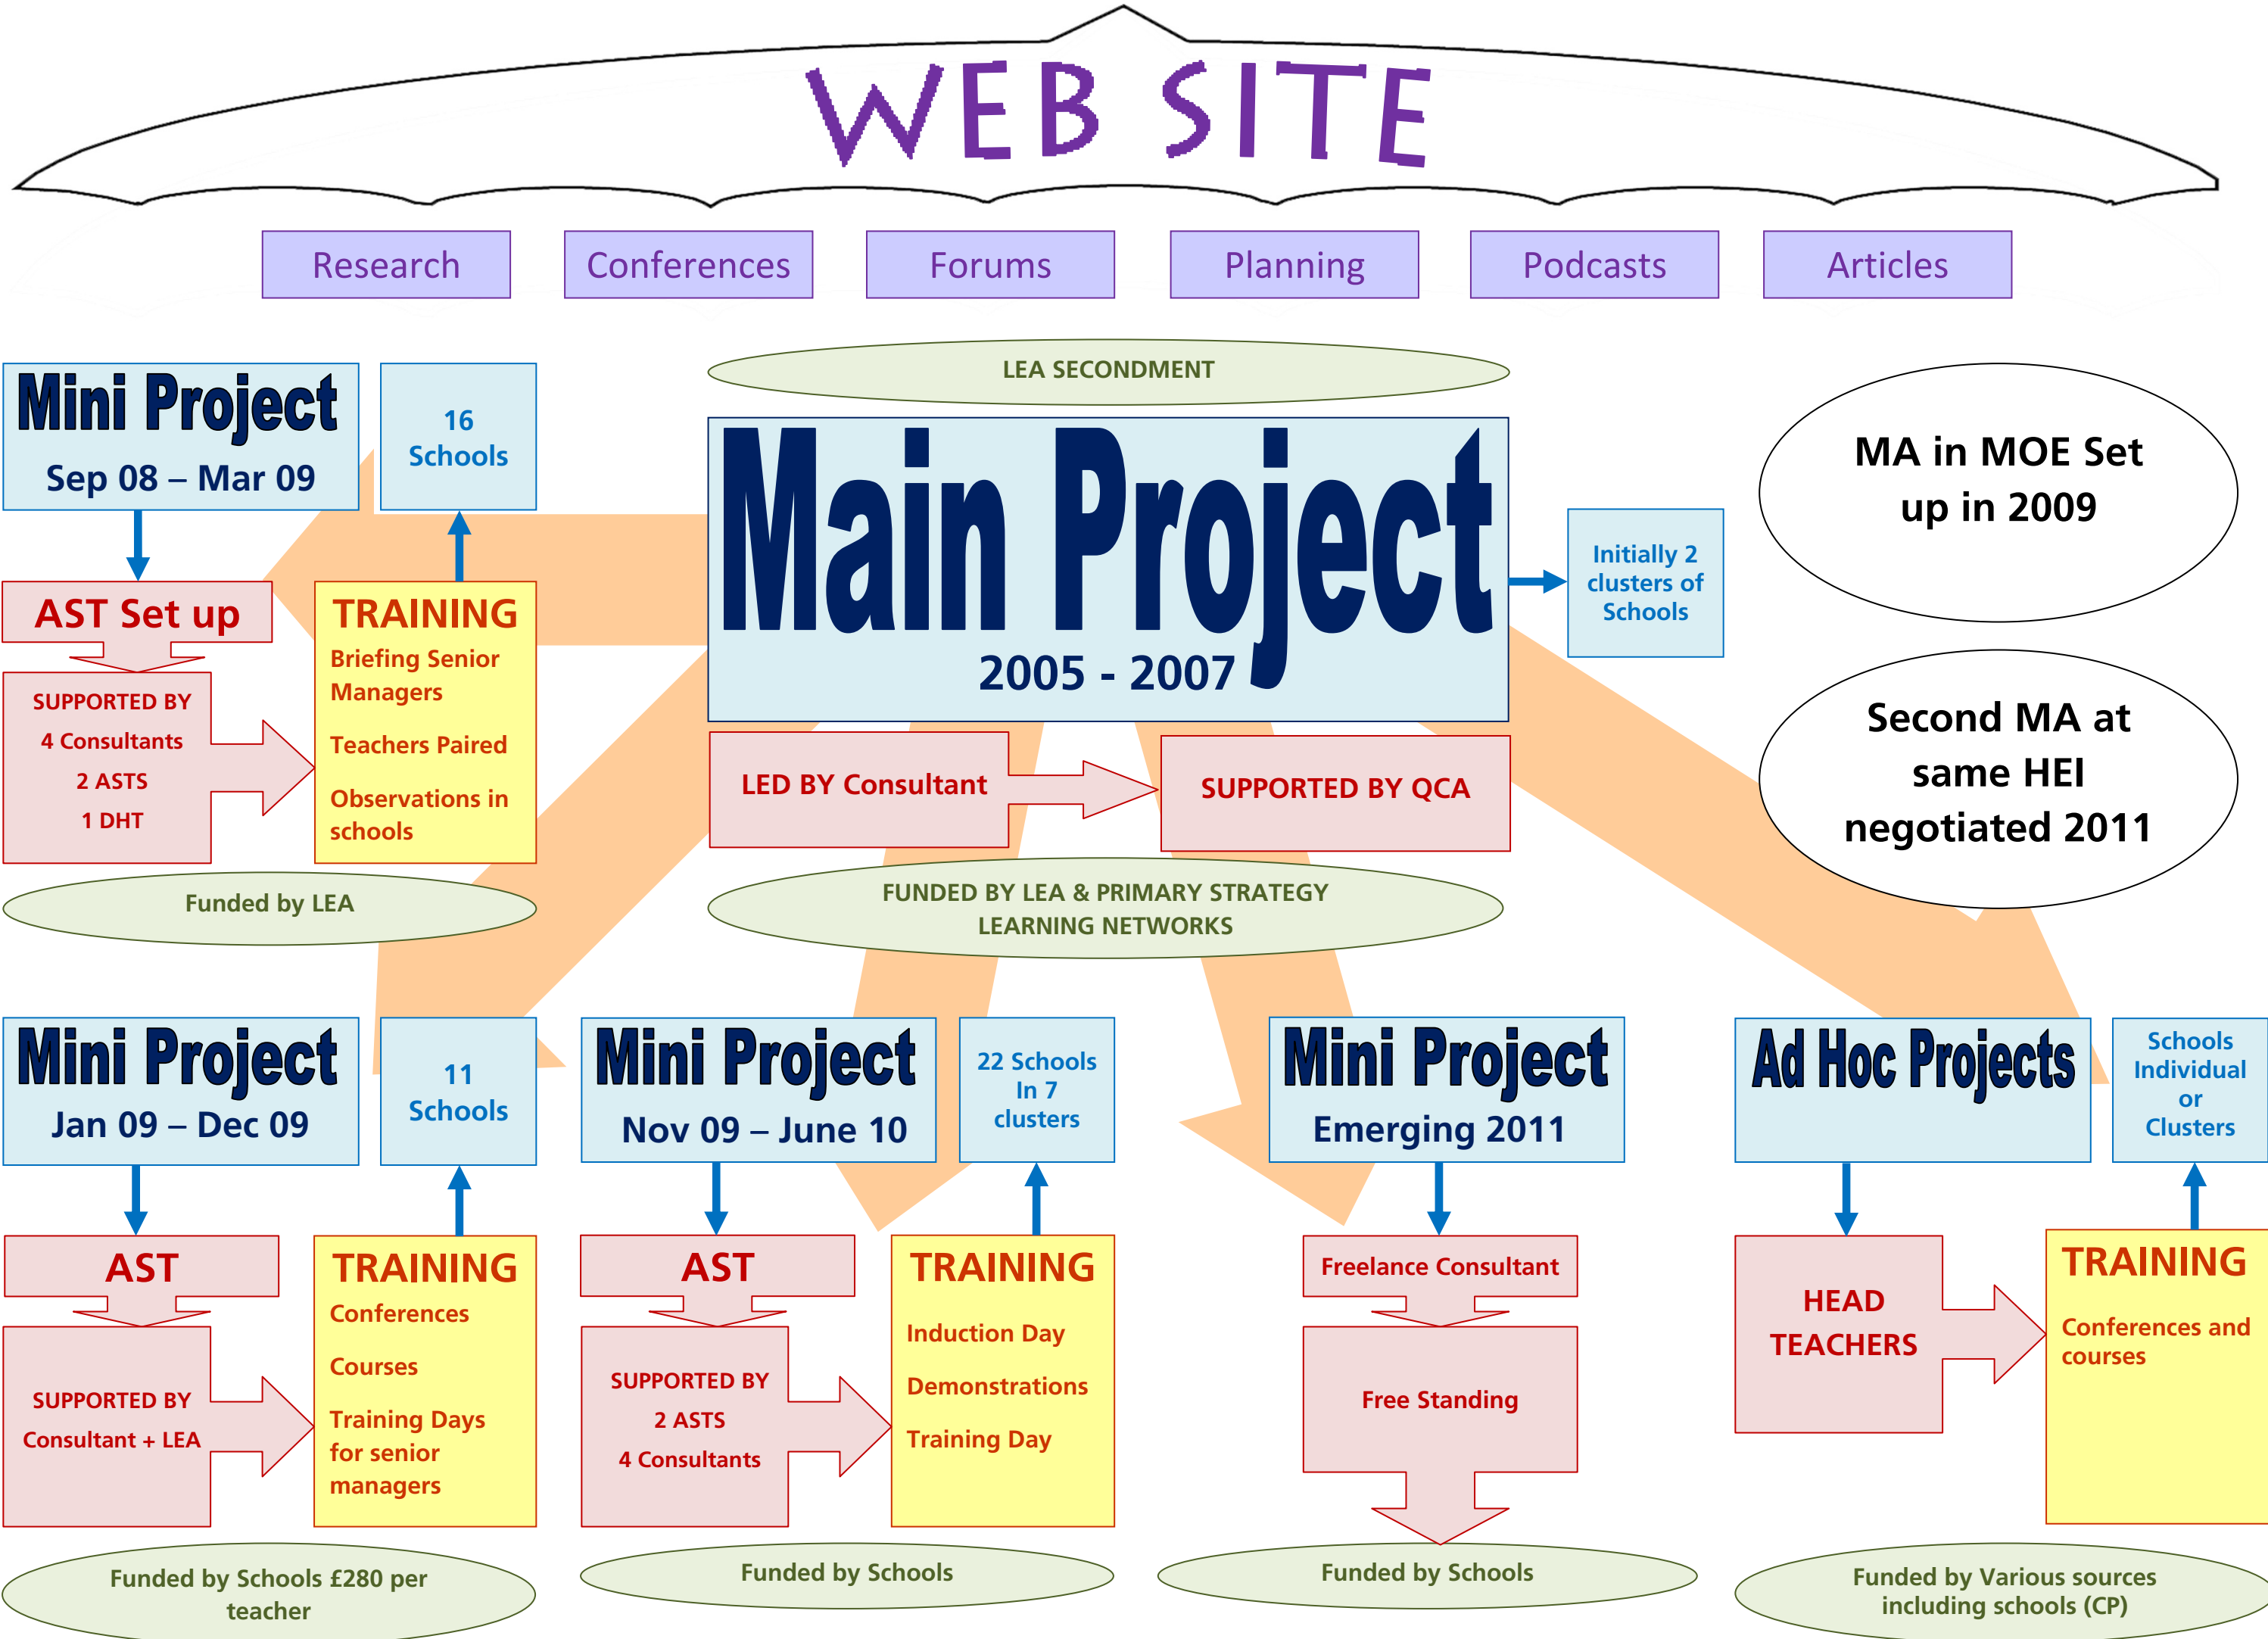 WEB SITE
Research
Conferences
Forums
Planning
Podcasts
Articles
LEA SECONDMENT
Mini Project
Sep 08 – Mar 09
16
Schools
AST Set up
SUPPORTED BY
4 Consultants
2 ASTS
1 DHT
TRAINING
Briefing Senior
Managers
Teachers Paired
Observations in
schools
Funded by LEA
Main Project
2005 - 2007
Initially 2
clusters of
Schools
LED BY Consultant
SUPPORTED BY QCA
FUNDED BY LEA & PRIMARY STRATEGY
LEARNING NETWORKS
MA in MOE Set
up in 2009
Second MA at
same HEI
negotiated 2011
Mini Project
Jan 09 – Dec 09
11
Schools
AST
SUPPORTED BY
Consultant + LEA
TRAINING
Conferences
Courses
Training Days
for senior
managers
Funded by Schools £280 per
teacher
Mini Project
Nov 09 – June 10
22 Schools
In 7
clusters
AST
SUPPORTED BY
2 ASTS
4 Consultants
TRAINING
Induction Day
Demonstrations
Training Day
Funded by Schools
Mini Project
Emerging 2011
Freelance Consultant
Free Standing
Funded by Schools
Ad Hoc Projects
Schools
Individual
or
Clusters
HEAD
TEACHERS
TRAINING
Conferences and
courses
Funded by Various sources
including schools (CP)